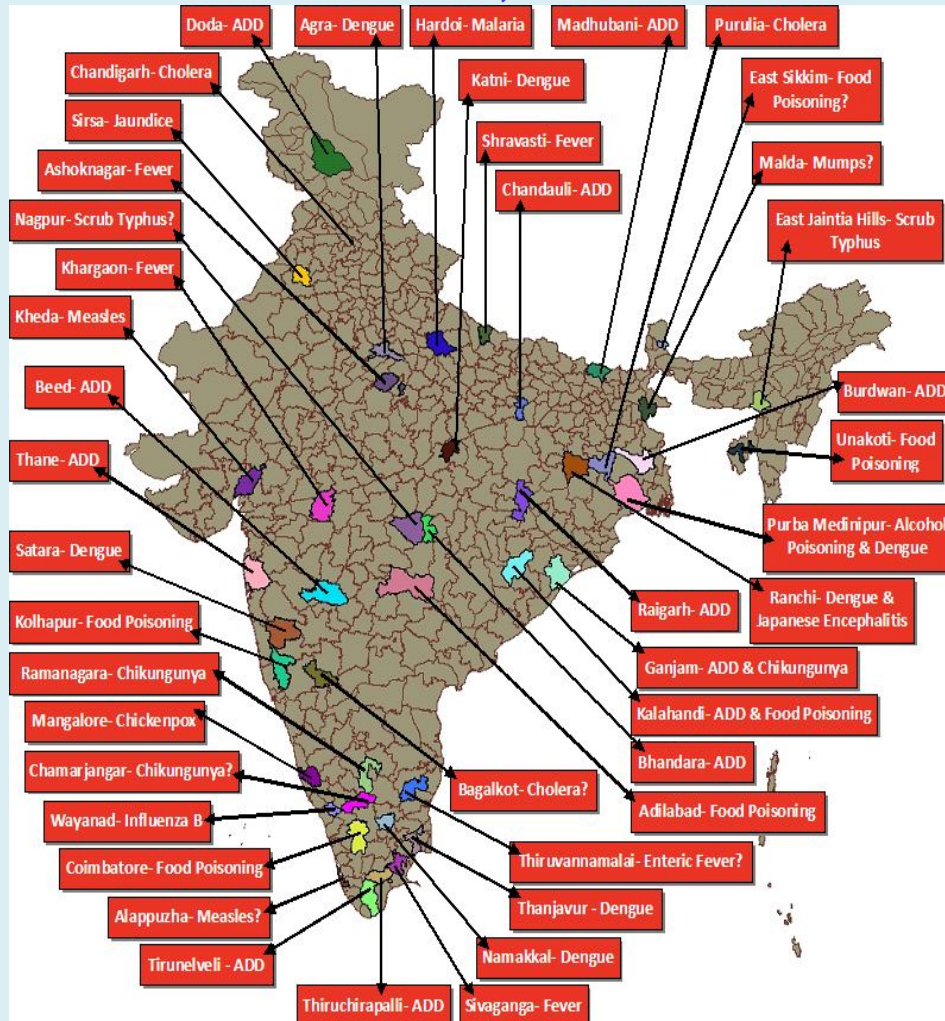 Doda- ADD
Agra- Dengue
Hardoi- Malaria
Madhubani- ADD
Purulia- Cholera
Chandigarh- Cholera
Katni- Dengue
East Sikkim- Food
Poisoning?
Sirsa- Jaundice
Shravasti- Fever
Ashoknagar- Fever
Malda- Mumps?
Chandauli- ADD
Nagpur- Scrub Typhus?
East Jaintia Hills- Scrub
Typhus
Khargaon- Fever
Kheda- Measles
Beed- ADD
Burdwan- ADD
Thane- ADD
Unakoti- Food
Poisoning
Purba Medinipur- Alcohol
Poisoning & Dengue
Satara- Dengue
Raigarh- ADD
Ranchi- Dengue &
Japanese Encephalitis
Kolhapur- Food Poisoning
Ganjam- ADD & Chikungunya
Ramanagara- Chikungunya
Kalahandi- ADD & Food Poisoning
Mangalore- Chickenpox
Bhandara- ADD
Chamarjangar- Chikungunya?
Bagalkot- Cholera?
Adilabad- Food Poisoning
Wayanad- Influenza B
Thiruvannamalai- Enteric Fever?
Coimbatore- Food Poisoning
Thanjavur - Dengue
Alappuzha- Measles?
Namakkal- Dengue
Tirunelveli - ADD
Thiruchirapalli- ADD
Sivaganga- Fever